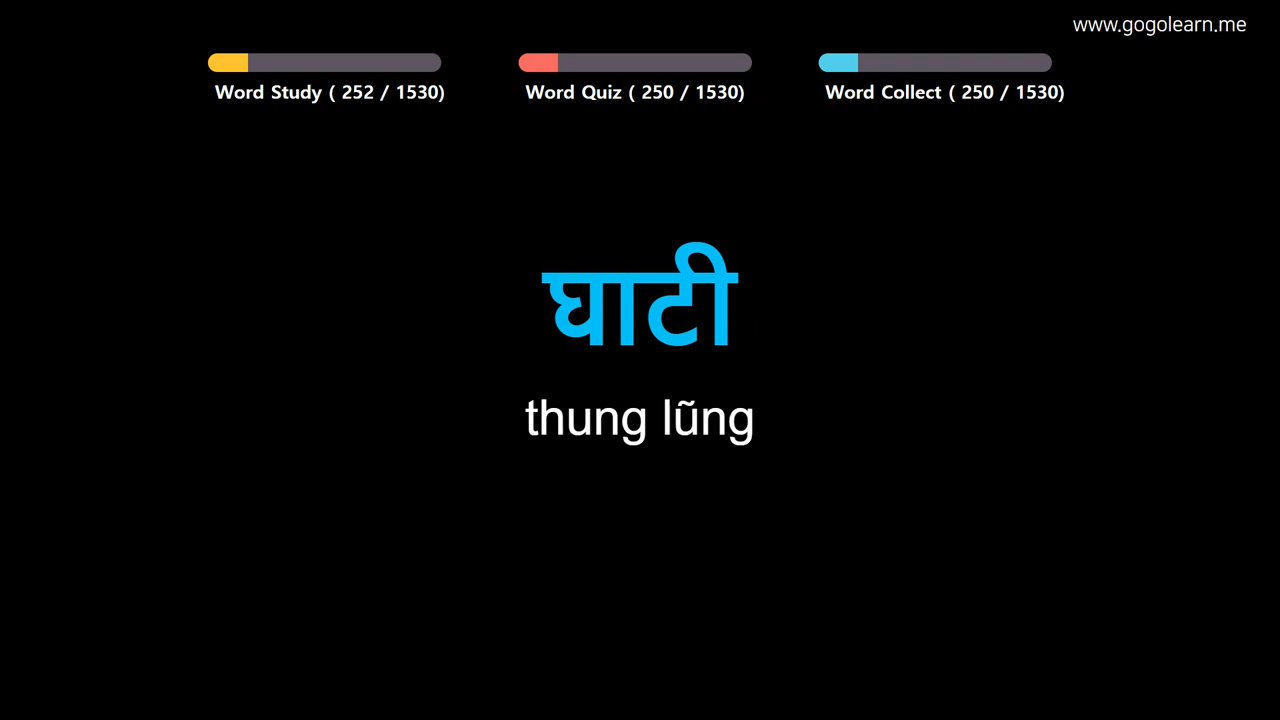 www.gogolearn.me
Word Study ( 252 / 1530)
Word Quiz ( 250 / 1530)
Word Collect ( 250 / 1530)
घाटी
thung lũng